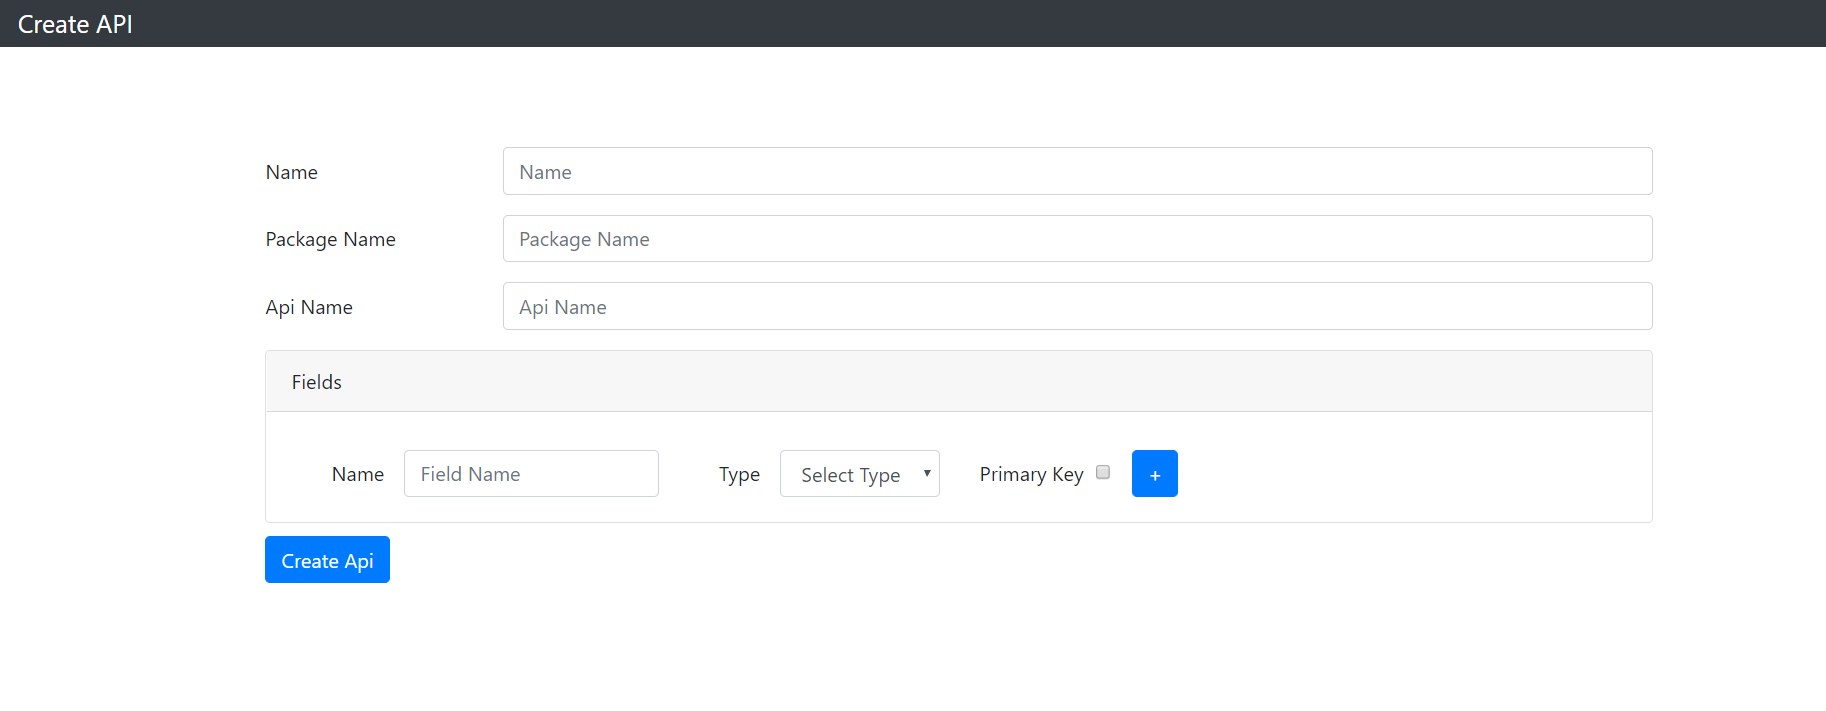 Create API
Name Name
Package Name Package Name
Api Name Api Name
Fields
Name Field Name Type Select Type Primary Key +
Create Api